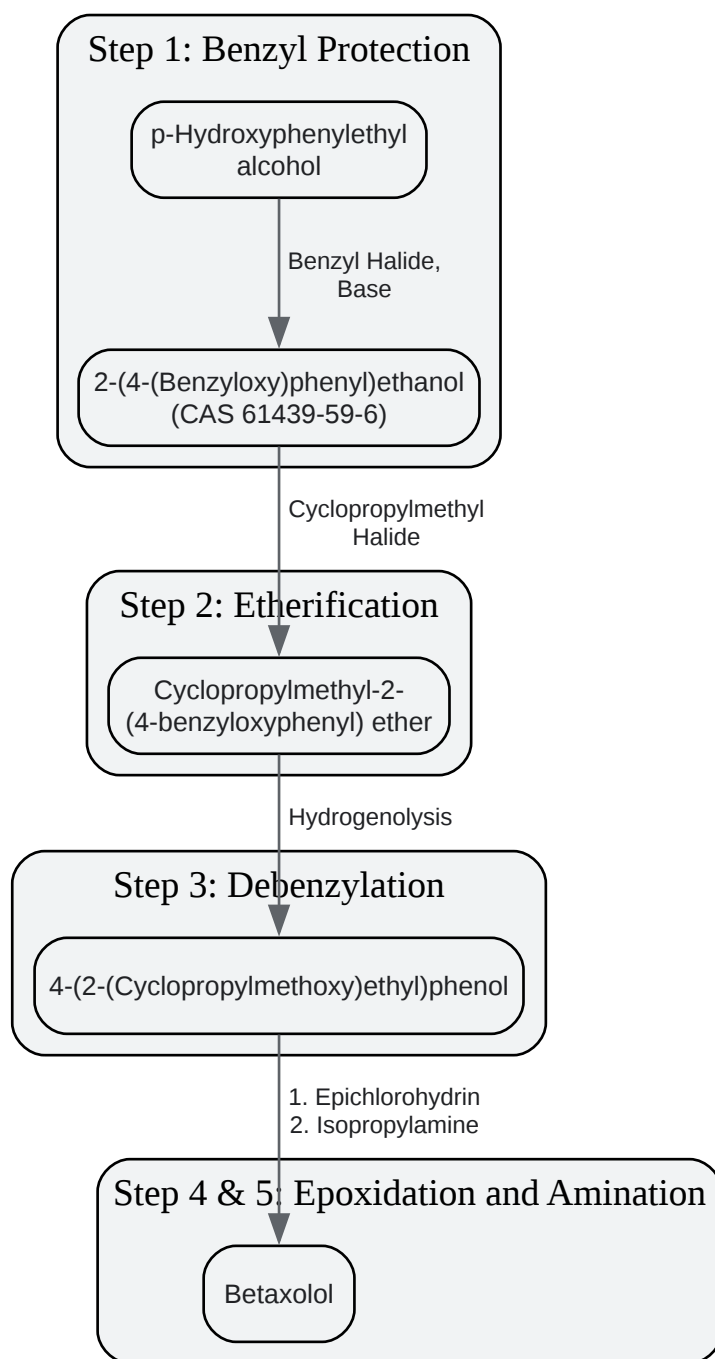 Step 1: Benzyl Protection
p-Hydroxyphenylethyl
alcohol
Benzyl Halide,
Base
2-(4-(Benzyloxy)phenyl)ethanol
(CAS 61439-59-6)
Cyclopropylmethyl
Halide
Step 2: Etherification
Cyclopropylmethyl-2-
(4-benzyloxyphenyl) ether
Hydrogenolysis
Step 3: Debenzylation
4-(2-(Cyclopropylmethoxy)ethyl)phenol
1. Epichlorohydrin
2. Isopropylamine
Step 4 & 5: Epoxidation and Amination
Betaxolol